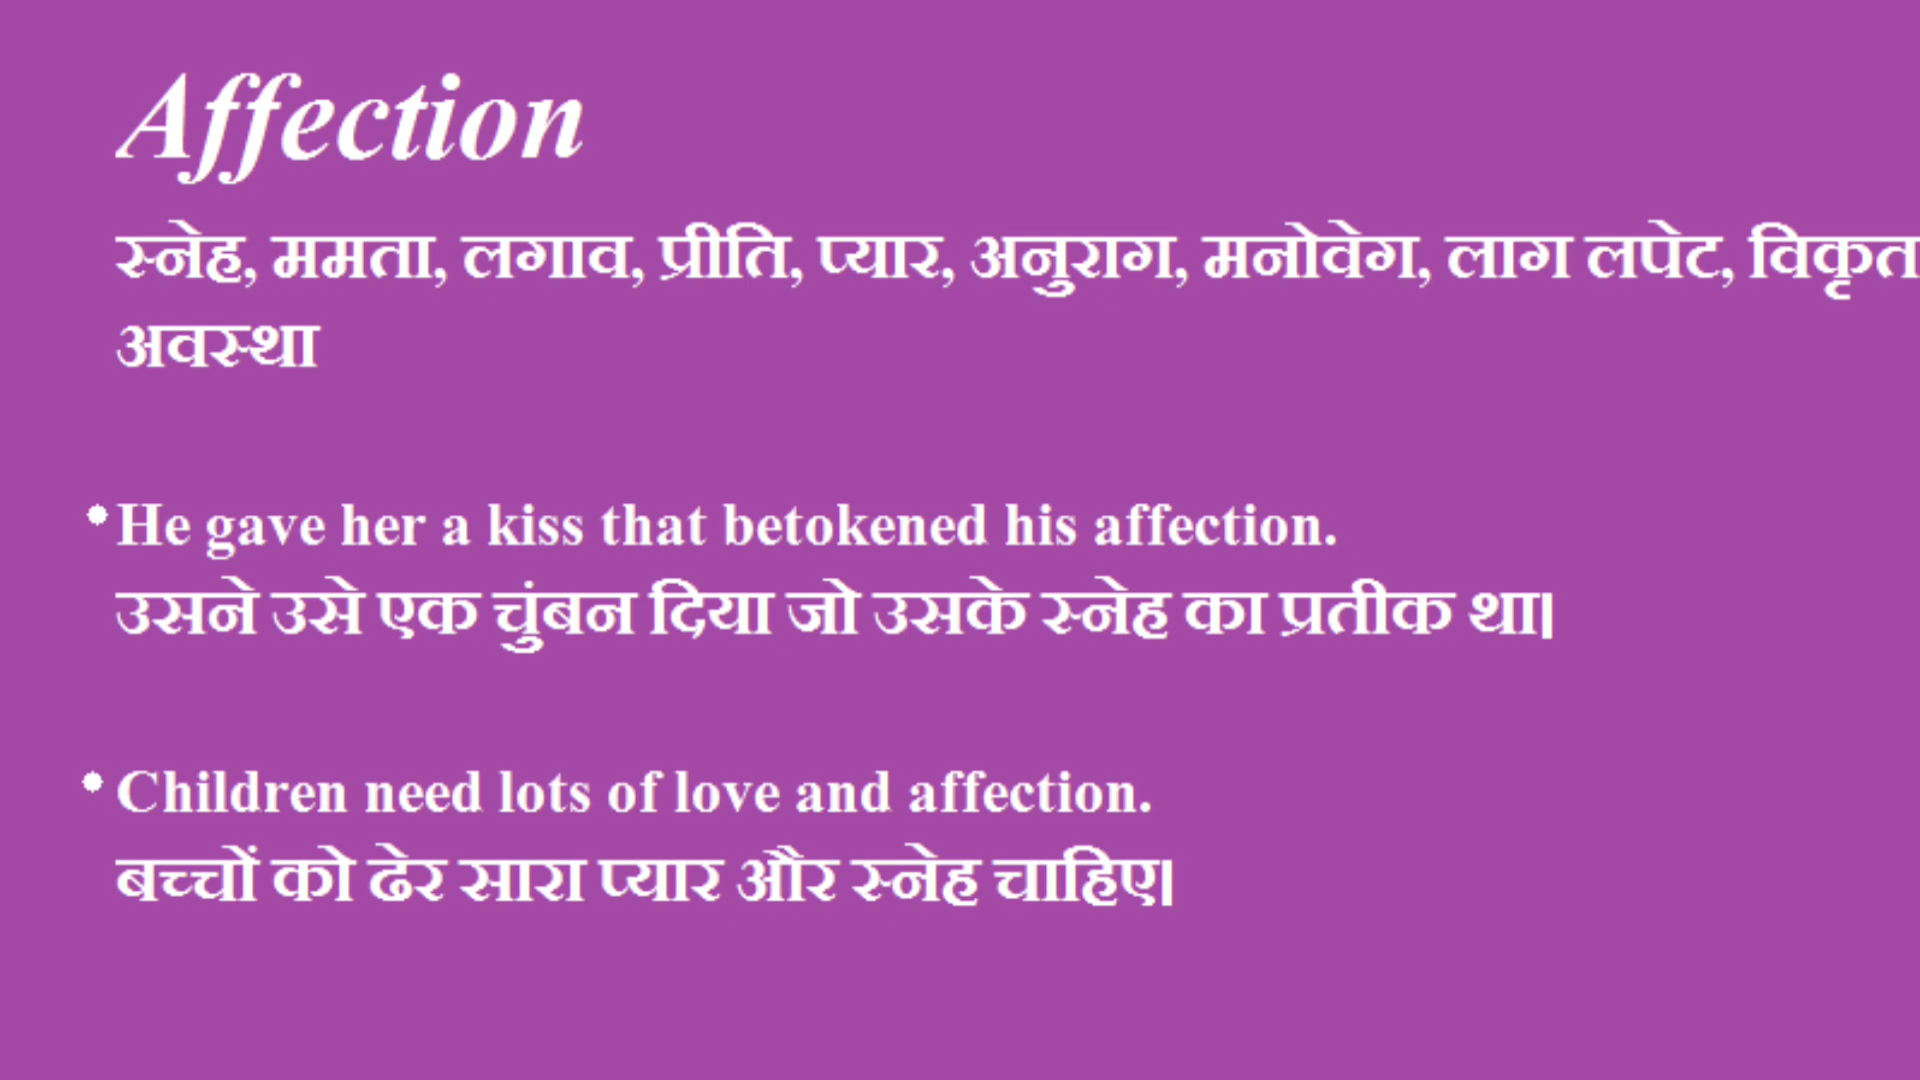 Affection
स्नेह, ममता, लगाव, प्रीति, प्यार, अनुराग, मनोवेग, लाग लपेट, विकृत
अवस्था
• He gave her a kiss that betokened his affection.
उसने उसे एक चुंबन दिया जो उसके स्नेह का प्रतीक था।
• Children need lots of love and affection.
बच्चों को ढेर सारा प्यार और स्नेह चाहिए।